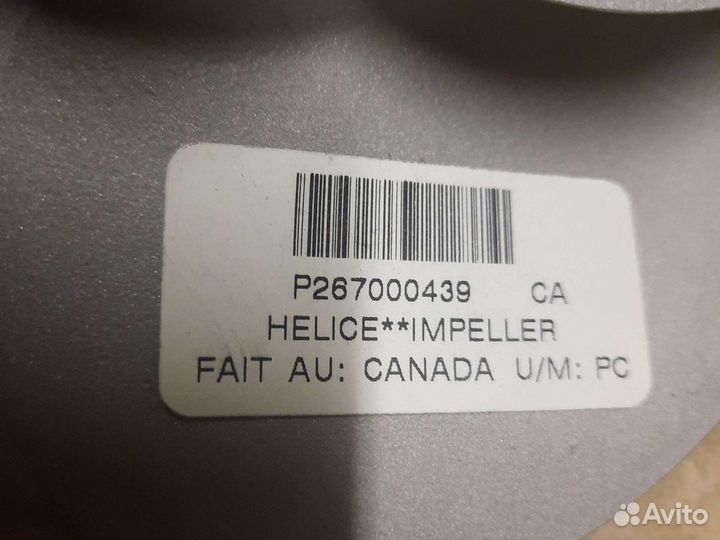 P267000439 CA
HELICE**IMPELLER
FAIT AU: CANADA U/M: PC
Avito